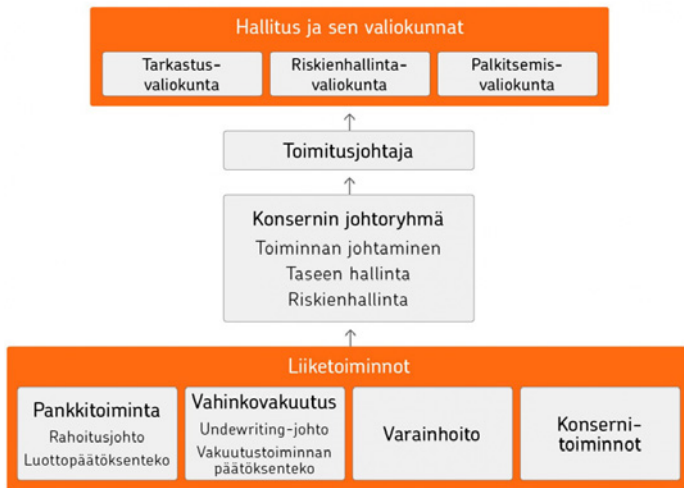 Hallitus ja sen valiokunnat
Tarkastus-
valiokunta
Riskienhallinta-
valiokunta
Palkitsemis-
valiokunta
Toimitusjohtaja
Konsernin johtoryhmä
Toiminnan johtaminen
Taseen hallinta
Riskienhallinta
Liiketoiminnot
Pankkitoiminta
Rahoitusjohto
Luottopäätöksenteko
Vahinkovakuutus
Undewriting-johto
Vakuutustoiminnan
päätöksenteko
Varainhoito
Konserni-
toiminnot